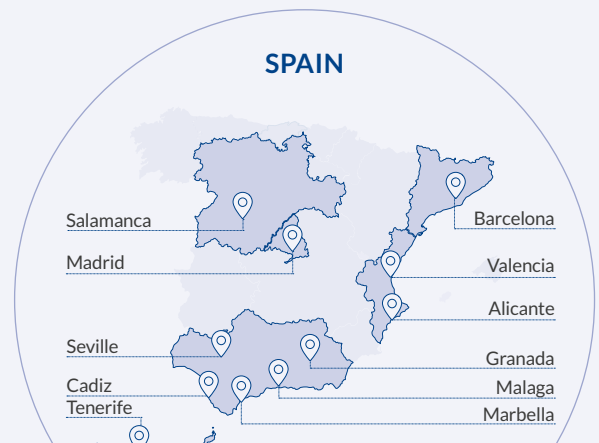 SPAIN
Salamanca
Barcelona
Madrid
Valencia
Alicante
Seville
Granada
Cadiz
Malaga
Tenerife
Marbella